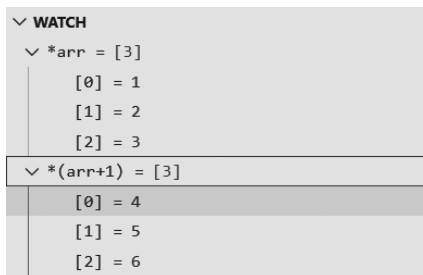 WATCH
*arr = [3]
[0] = 1
[1] = 2
[2] = 3
*(arr+1) = [3]
[0] = 4
[1] = 5
[2] = 6